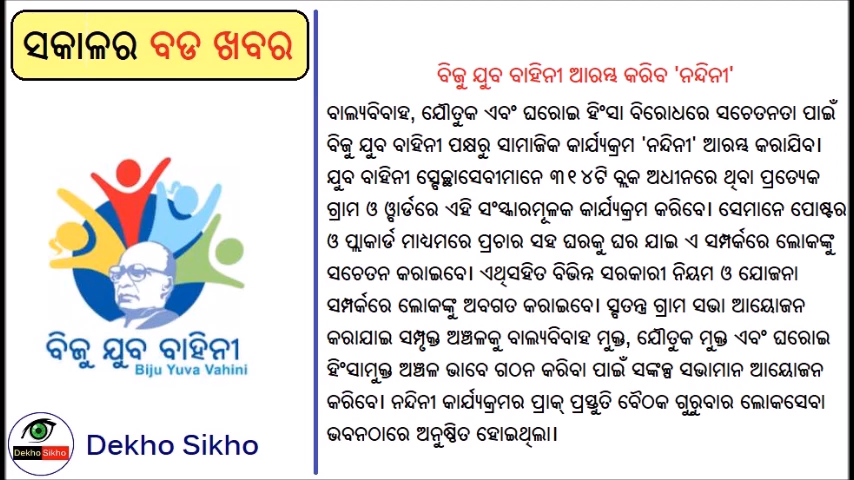 ସକାଳର ବଡ ଖବର
ବିଜୁ ଯୁବ ବାହିନୀ ଆରମ୍ଭ କରିବ 'ନନ୍ଦିନୀ'
ବାଲ୍ୟବିବାହ, ଯୌତୁକ ଏବଂ ଘରୋଇ ହିଂସା ବିରୋଧରେ ସଚେତନତା ପାଇଁ
ବିଜୁ ଯୁବ ବାହିନୀ ପକ୍ଷରୁ ସାମାଜିକ କାର୍ଯ୍ୟକ୍ରମ 'ନନ୍ଦିନୀ' ଆରମ୍ଭ କରାଯିବ।
ଯୁବ ବାହିନୀ ସ୍ବେଚ୍ଛାସେବୀମାନେ ୩୧୪ଟି ବ୍ଲକ ଅଧୀନରେ ଥିବା ପ୍ରତ୍ୟେକ
ଗ୍ରାମ ଓ ୱାର୍ଡରେ ଏହି ସଂସ୍କାରମୂଳକ କାର୍ଯ୍ୟକ୍ରମ କରିବେ। ସେମାନେ ପୋଷ୍ଟର
ଓ ପ୍ଲାକାର୍ଡ ମାଧ୍ୟମରେ ପ୍ରଚାର ସହ ଘରକୁ ଘର ଯାଇ ଏ ସମ୍ପର୍କରେ ଲୋକଙ୍କୁ
ସଚେତନ କରାଇବେ। ଏଥିସହିତ ବିଭିନ୍ନ ସରକାରୀ ନିୟମ ଓ ଯୋଜନା
ସମ୍ପର୍କରେ ଲୋକଙ୍କୁ ଅବଗତ କରାଇବେ। ସ୍ବତନ୍ତ୍ର ଗ୍ରାମ ସଭା ଆୟୋଜନ
କରାଯାଇ ସମ୍ପୃକ୍ତ ଅଞ୍ଚଳକୁ ବାଲ୍ୟବିବାହ ମୁକ୍ତ, ଯୌତୁକ ମୁକ୍ତ ଏବଂ ଘରୋଇ
ହିଂସାମୁକ୍ତ ଅଞ୍ଚଳ ଭାବେ ଗଠନ କରିବା ପାଇଁ ସଙ୍କଳ୍ପ ସଭାମାନ ଆୟୋଜନ
କରିବେ। ନନ୍ଦିନୀ କାର୍ଯ୍ୟକ୍ରମର ପ୍ରାକ୍ ପ୍ରସ୍ତୁତି ବୈଠକ ଗୁରୁବାର ଲୋକସେବା
ଭବନଠାରେ ଅନୁଷ୍ଠିତ ହୋଇଥିଲା।
ବିଜୁ ଯୁବ ବାହିନୀ
Biju Yuva Vahini
Dekho Sikho
Dekho Sikho